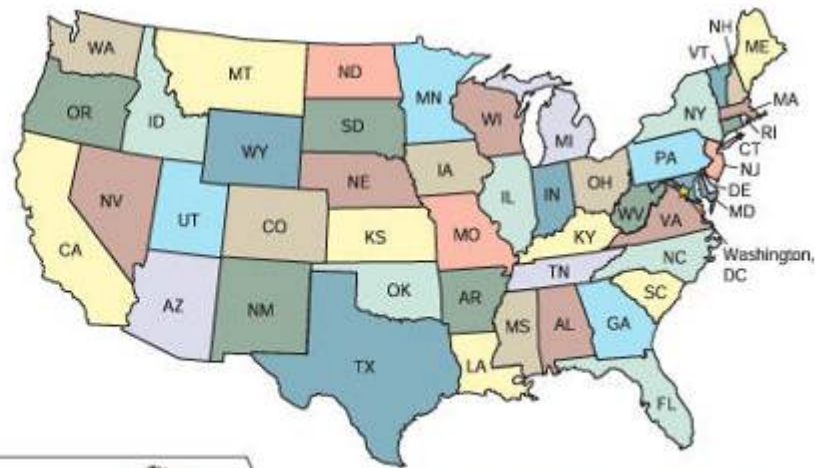 WA
MT
ND
MN
OR
ID
SD
WI
MI
NH
VT
ME
NY
MA
RI
CT
NJ
PA
DE
MD
WY
IA
NE
NV
UT
CO
CA
KS
MO
IL
IN
OH
WV
VA
KY
NC
TN
Washington,
DC
AZ
NM
OK
AR
SC
MS
AL
GA
TX
LA
FL